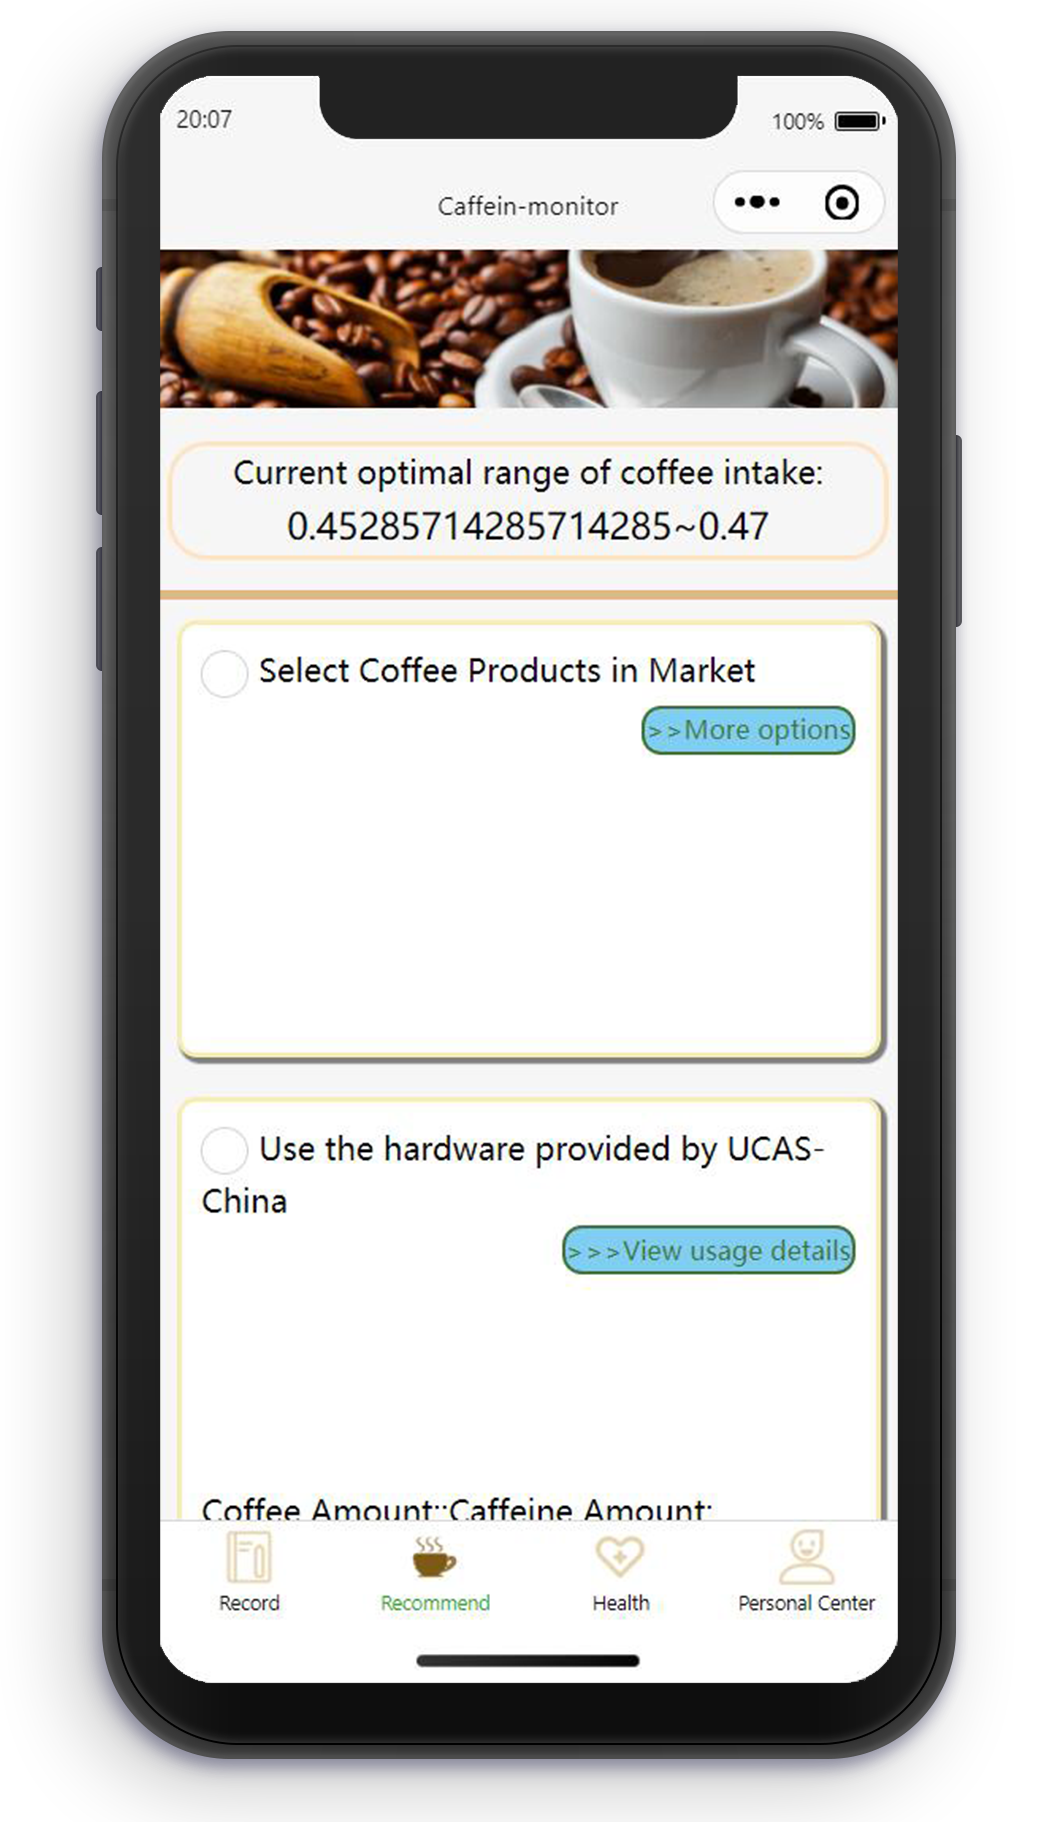 20:07
100%
Caffein-monitor
Current optimal range of coffee intake:
0.45285714285714285~0.47
Select Coffee Products in Market
>>More options
Use the hardware provided by UCAS-
China
>>>View usage details
Coffee Amount::Caffeine Amount:
Record
Recommend
Health
Personal Center